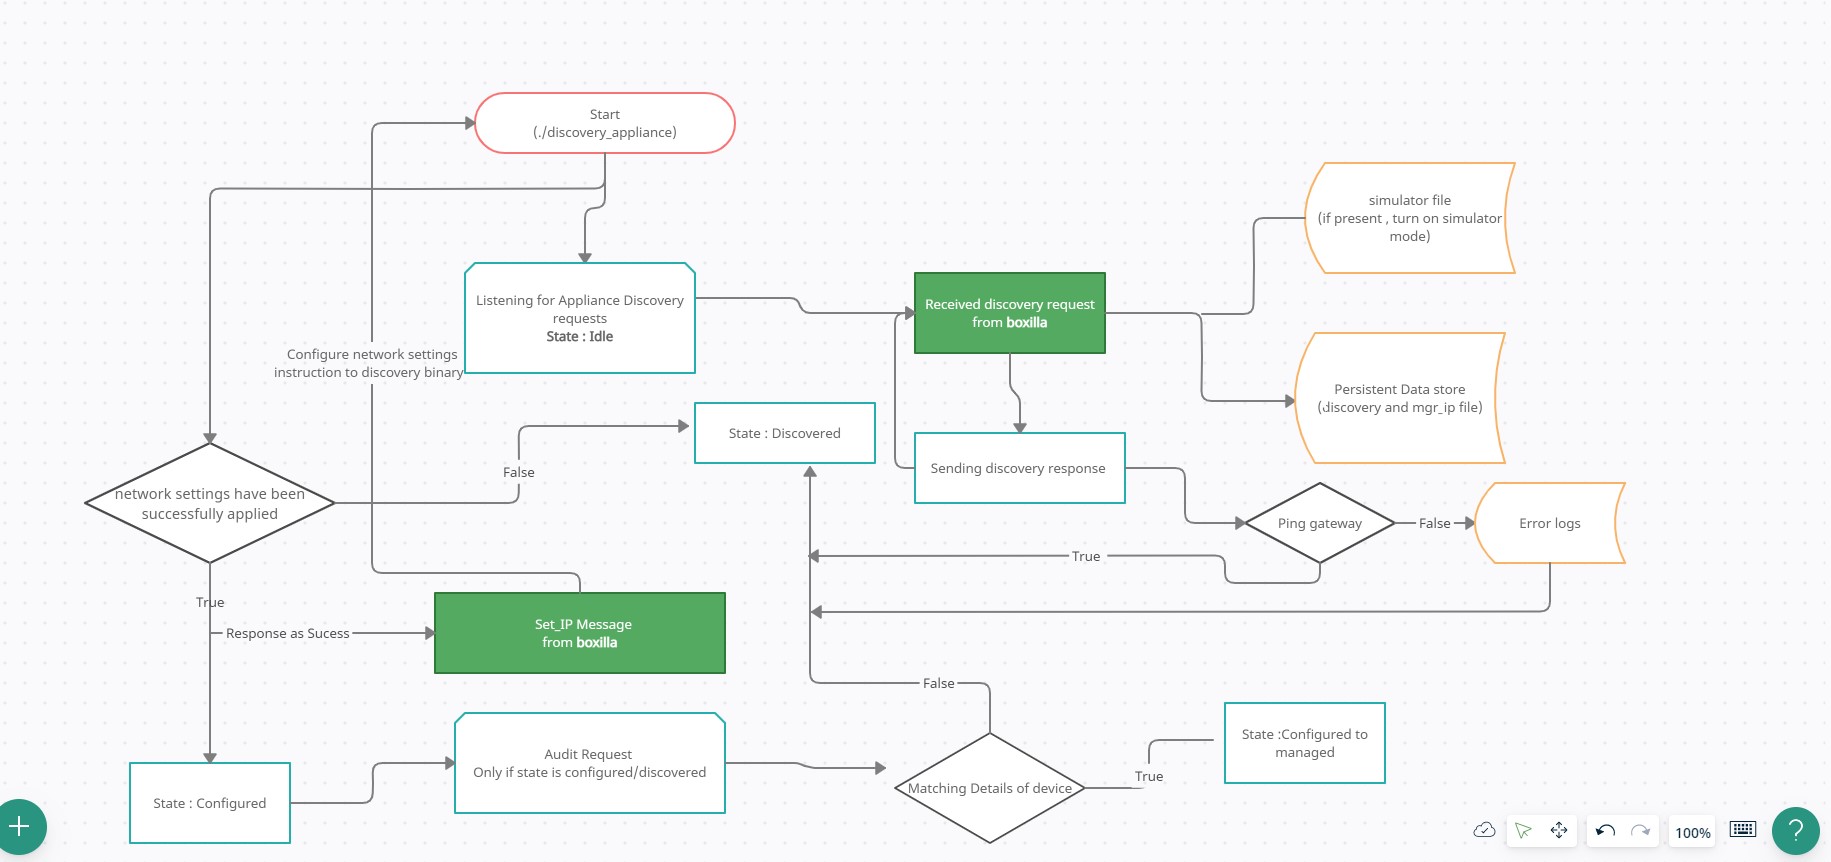 Start
(./discovery_appliance)
simulator file
(if present , turn on simulator
mode)
Listening for Appliance Discovery
requests
State : Idle
Received discovery request
from boxilla
Configure network settings
instruction to discovery binary
Persistent Data store
(discovery and mgr_ip file)
State : Discovered
False
Sending discovery response
network settings have been
successfully applied
Ping gateway
False
Error logs
True
True
Response as Sucess
Set_IP Message
from boxilla
False
State :Configured to
managed
Audit Request
Only if state is configured/discovered
True
Matching Details of device
State : Configured
100%
+
?